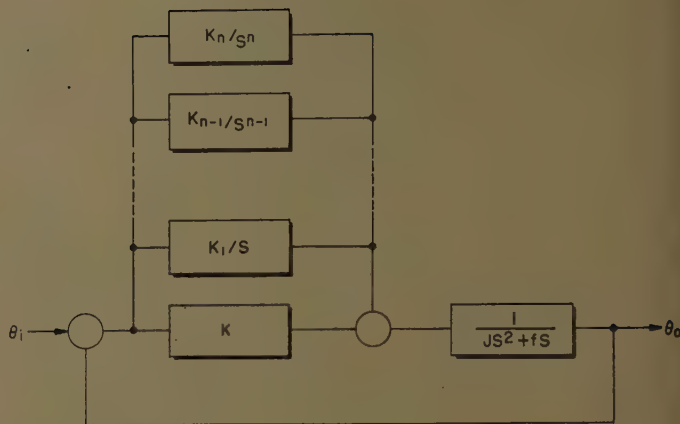 Kn/Sⁿ
Kn-1/Sⁿ⁻¹
K₁/S
θi
K
1
JS²+fS
θo